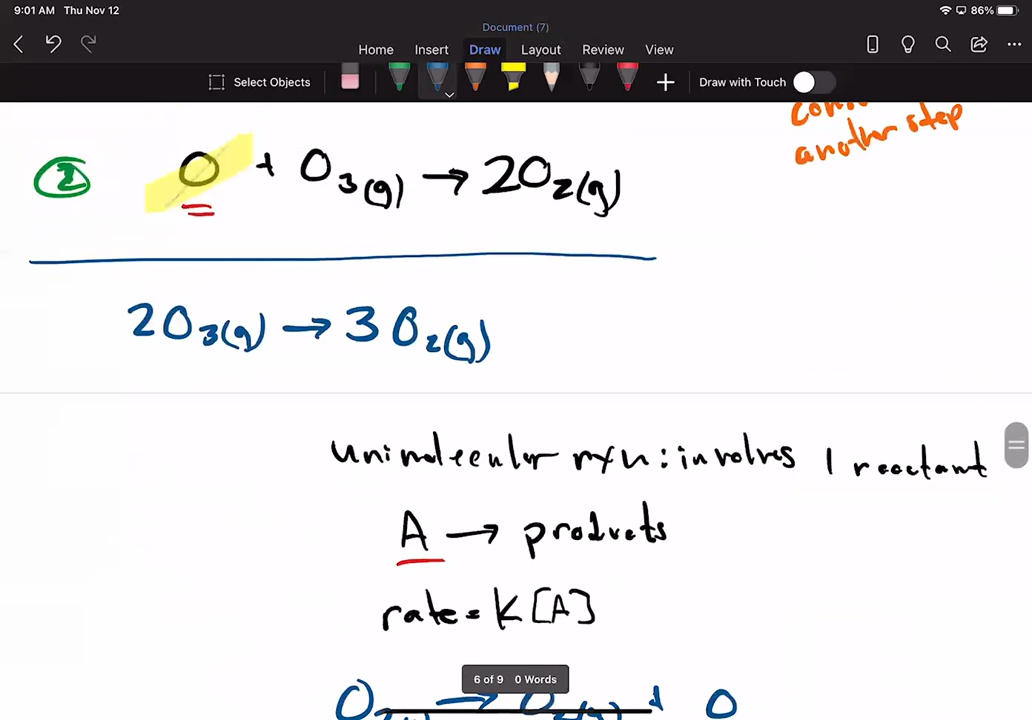 9:01 AM Thu Nov 12
86%
Document (7)
Home Insert Draw Layout Review View
Select Objects
Draw with Touch
another step
② O + O₃(g) → 2O₂(g)
2O₃(g) → 3O₂(g)
unimolecular rxn: involves 1 reactant
A → products
rate = K[A]
6 of 9 0 Words
O → O₂(g) + O